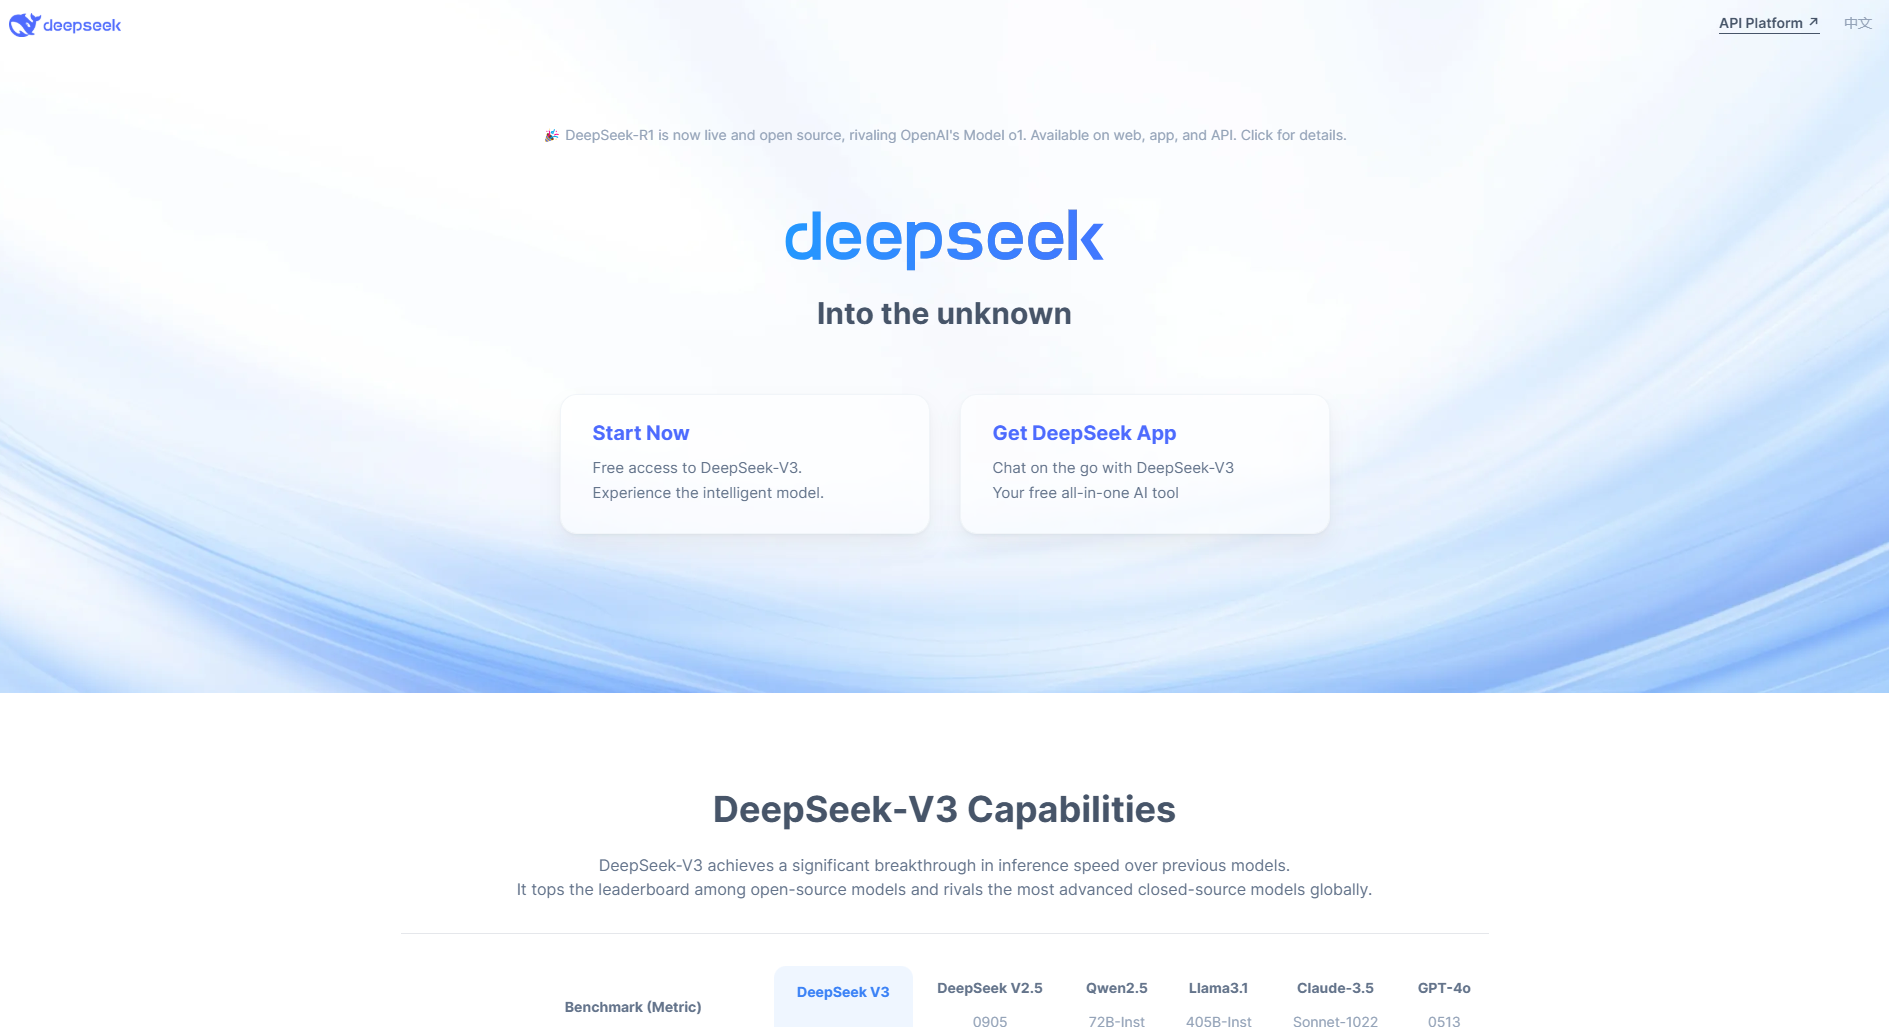 deepseek
API Platform ↗
中文
🎉 DeepSeek-R1 is now live and open source, rivaling OpenAI's Model o1. Available on web, app, and API. Click for details.
deepseek
Into the unknown
Start Now
Free access to DeepSeek-V3.
Experience the intelligent model.
Get DeepSeek App
Chat on the go with DeepSeek-V3
Your free all-in-one AI tool
DeepSeek-V3 Capabilities
DeepSeek-V3 achieves a significant breakthrough in inference speed over previous models.
It tops the leaderboard among open-source models and rivals the most advanced closed-source models globally.
Benchmark (Metric)
DeepSeek V3
DeepSeek V2.5
0905
Qwen2.5
72B-Inst
Llama3.1
405B-Inst
Claude-3.5
Sonnet-1022
GPT-4o
0513